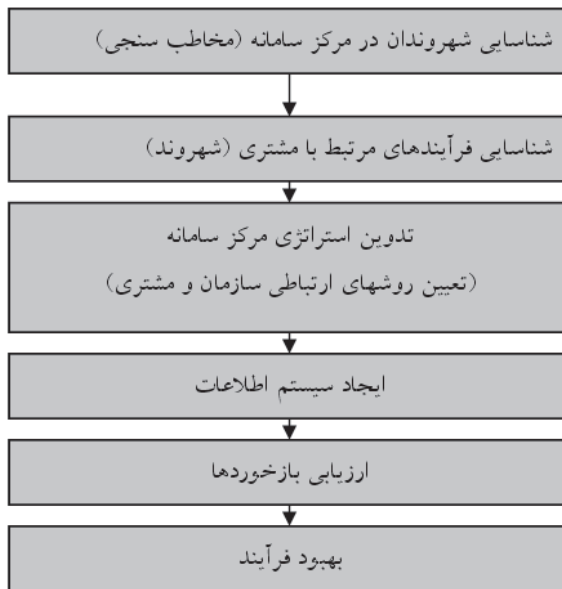 شناسایی شهروندان در مرکز سامانه (مخاطب سنجی)
شناسایی فرآیندهای مرتبط با مشتری (شهروند)
تدوین استراتژی مرکز سامانه
(تعیین روشهای ارتباطی سازمان و مشتری)
ایجاد سیستم اطلاعات
ارزیابی بازخوردها
بهبود فرآیند